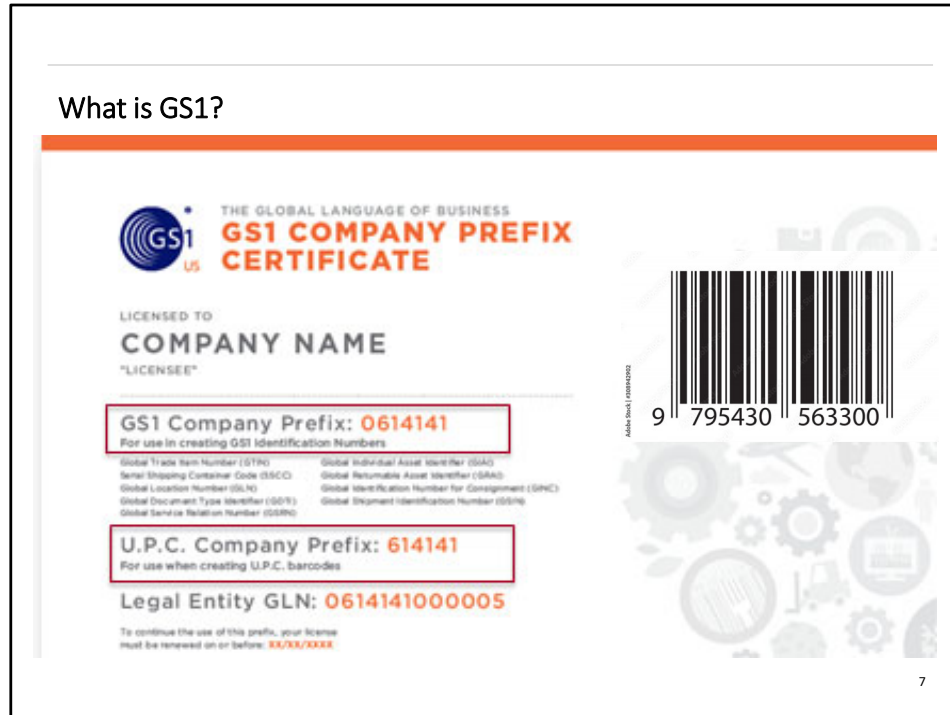 What is GS1?
GS1
US
THE GLOBAL LANGUAGE OF BUSINESS
GS1 COMPANY PREFIX
CERTIFICATE
LICENSED TO
COMPANY NAME
"LICENSEE"
GS1 Company Prefix: 0614141
For use in creating GS1 Identification Numbers
Global Trade Item Number (GTIN)
Serial Shipping Container Code (SSCC)
Global Location Number (GLN)
Global Document Type Identifier (GDTI)
Global Service Relation Number (GSRN)
Global Individual Asset Identifier (GIAI)
Global Returnable Asset Identifier (GRAI)
Global Identification Number for Consignment (GINC)
Global Shipment Identification Number (GSIN)
U.P.C. Company Prefix: 614141
For use when creating U.P.C. barcodes
Legal Entity GLN: 0614141000005
To continue the use of this prefix, your license
must be renewed on or before: XX/XX/XXXX
Adobe Stock | #508942902
9 795430 563300
7